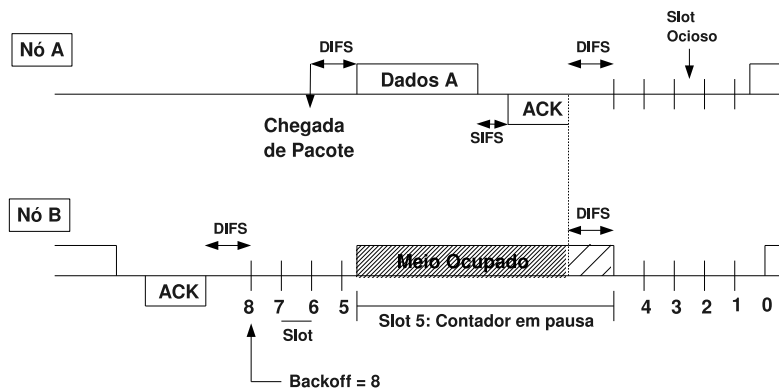 Slot
Ocioso
DIFS
DIFS
Nó A
Dados A
ACK
Chegada
de Pacote
SIFS
Nó B
DIFS
DIFS
Meio Ocupado
ACK
8 7 6 5
4 3 2 1 0
Slot
Slot 5: Contador em pausa
Backoff = 8